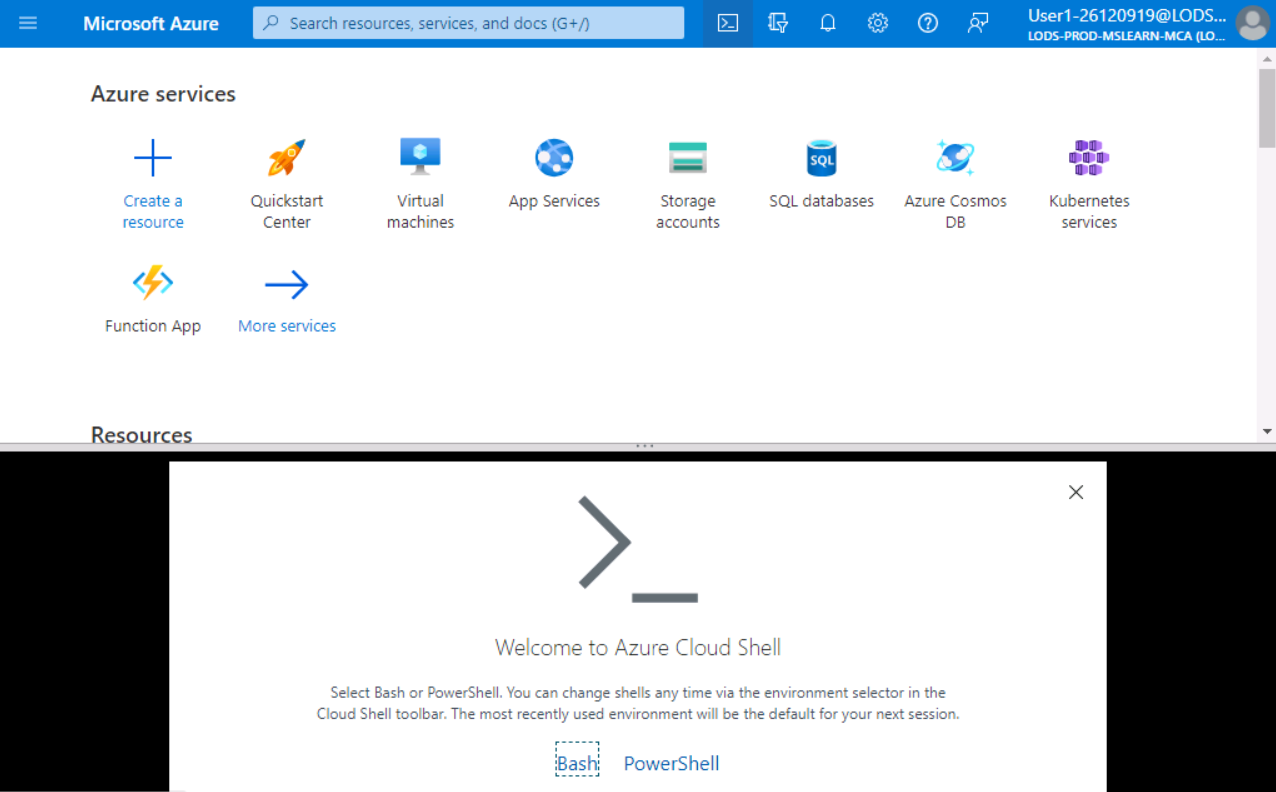 Microsoft Azure
Search resources, services, and docs (G+/)
User1-26120919@LODS...
LODS-PROD-MSLEARN-MCA (LO...
Azure services
Create a resource
Quickstart Center
Virtual machines
App Services
Storage accounts
SQL
SQL databases
Azure Cosmos DB
Kubernetes services
Function App
More services
Resources
Welcome to Azure Cloud Shell
Select Bash or PowerShell. You can change shells any time via the environment selector in the
Cloud Shell toolbar. The most recently used environment will be the default for your next session.
Bash PowerShell